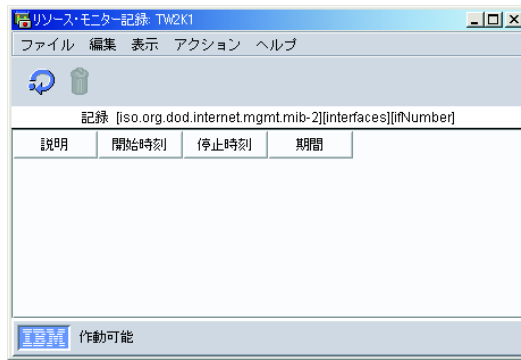 リソース・モニター記録: TW2K1
ファイル 編集 表示 アクション ヘルプ
記録 [iso.org.dod.internet.mgmt.mib-2][interfaces][ifNumber]
説明 開始時刻 停止時刻 期間
IBM 作動可能